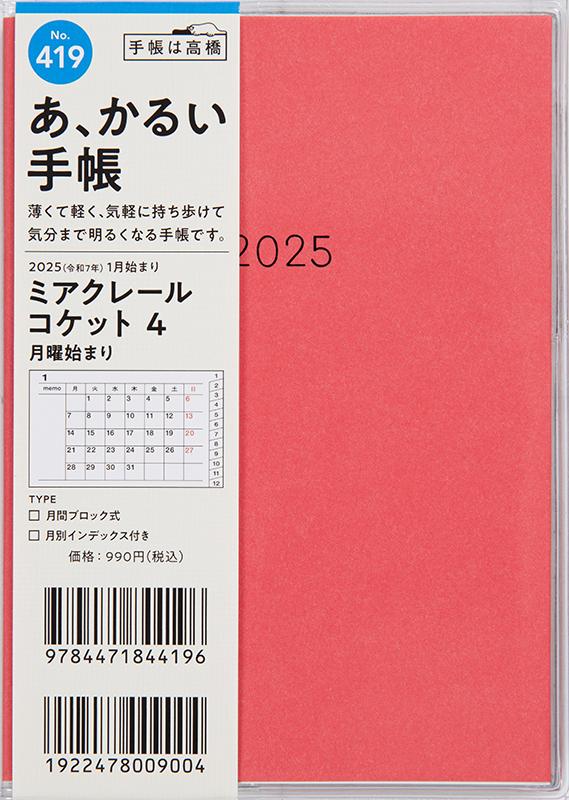 No.
419
手帳は高橋
あ、かるい
手帳
薄くて軽く、気軽に持ち歩けて
気分まで明るくなる手帳です。
2025
2025(令和7年) 1月始まり
ミアクレール
コケット 4
月曜始まり
1
memo 月 火 水 木 金 土 日
1 2 3 4 5 6
7 8 9 10 11 12 13
14 15 16 17 18 19 20
21 22 23 24 25 26 27
28 29 30 31
1
2
3
4
5
6
7
8
9
10
11
12
TYPE
□ 月間ブロック式
□ 月別インデックス付き
価格：990円(税込)
9784471844196
1922478009004